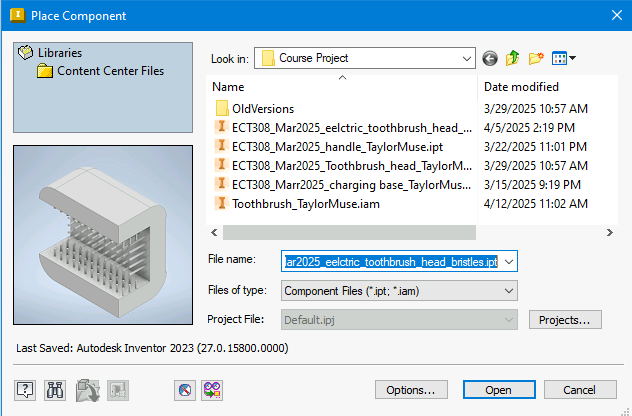 Place Component
Libraries
Content Center Files
Look in: Course Project
Name Date modified
OldVersions 3/29/2025 10:57 AM
ECT308_Mar2025_eelctric_toothbrush_head_... 4/5/2025 2:19 PM
ECT308_Mar2025_handle_TaylorMuse.ipt 3/22/2025 11:01 PM
ECT308_Mar2025_Toothbrush_head_TaylorM... 3/29/2025 10:57 AM
ECT308_Marr2025_charging base_TaylorMus... 3/15/2025 9:19 PM
Toothbrush_TaylorMuse.iam 4/12/2025 11:02 AM
File name: ar2025_eelctric_toothbrush_head_bristles.ipt
Files of type: Component Files (*.ipt; *.iam)
Project File: Default.ipj Projects...
Last Saved: Autodesk Inventor 2023 (27.0.15800.0000)
Options... Open Cancel